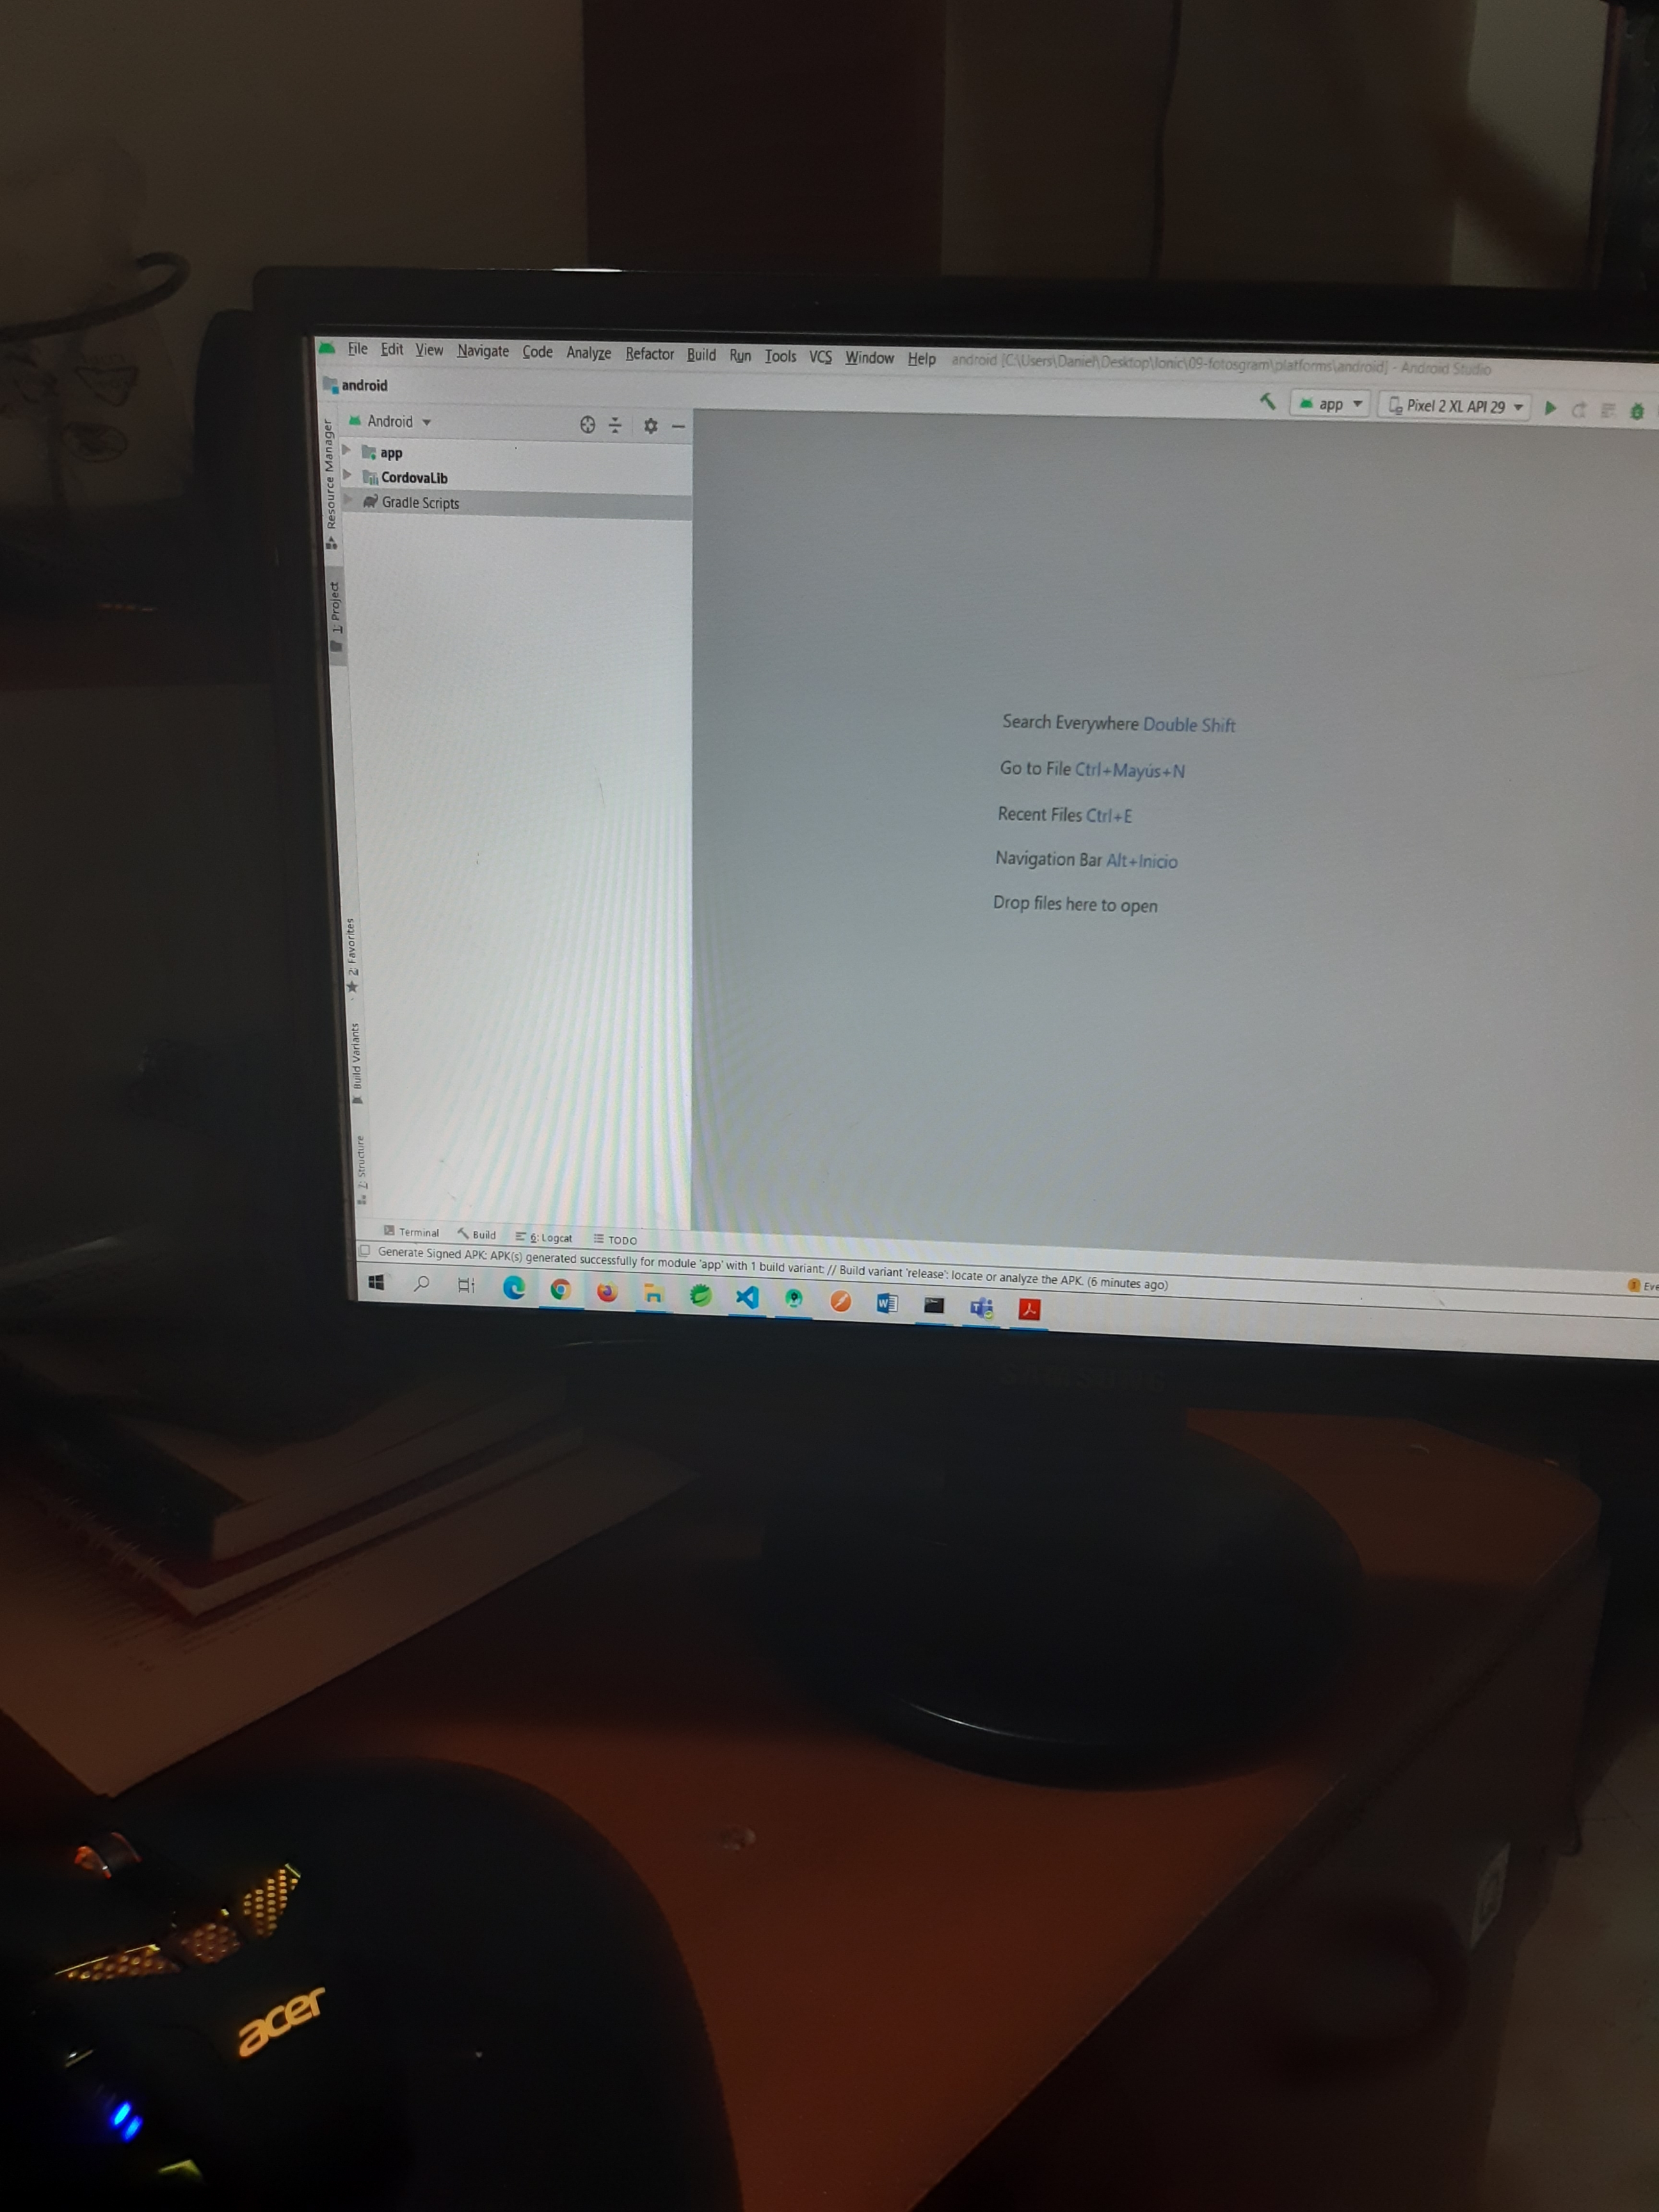 File Edit View Navigate Code Analyze Refactor Build Run Tools VCS Window Help android [C:\Users\Daniel\Desktop\Ionic\09-fotosgram\platforms\android] - Android Studio
android
app Pixel 2 XL API 29
Android
app
CordovaLib
Gradle Scripts
Resource Manager
1: Project
2: Favorites
Build Variants
7: Structure
Search Everywhere Double Shift
Go to File Ctrl+Mayús+N
Recent Files Ctrl+E
Navigation Bar Alt+Inicio
Drop files here to open
Terminal Build 6: Logcat TODO
Generate Signed APK: APK(s) generated successfully for module 'app' with 1 build variant: // Build variant 'release': locate or analyze the APK. (6 minutes ago)
SAMSUNG
acer